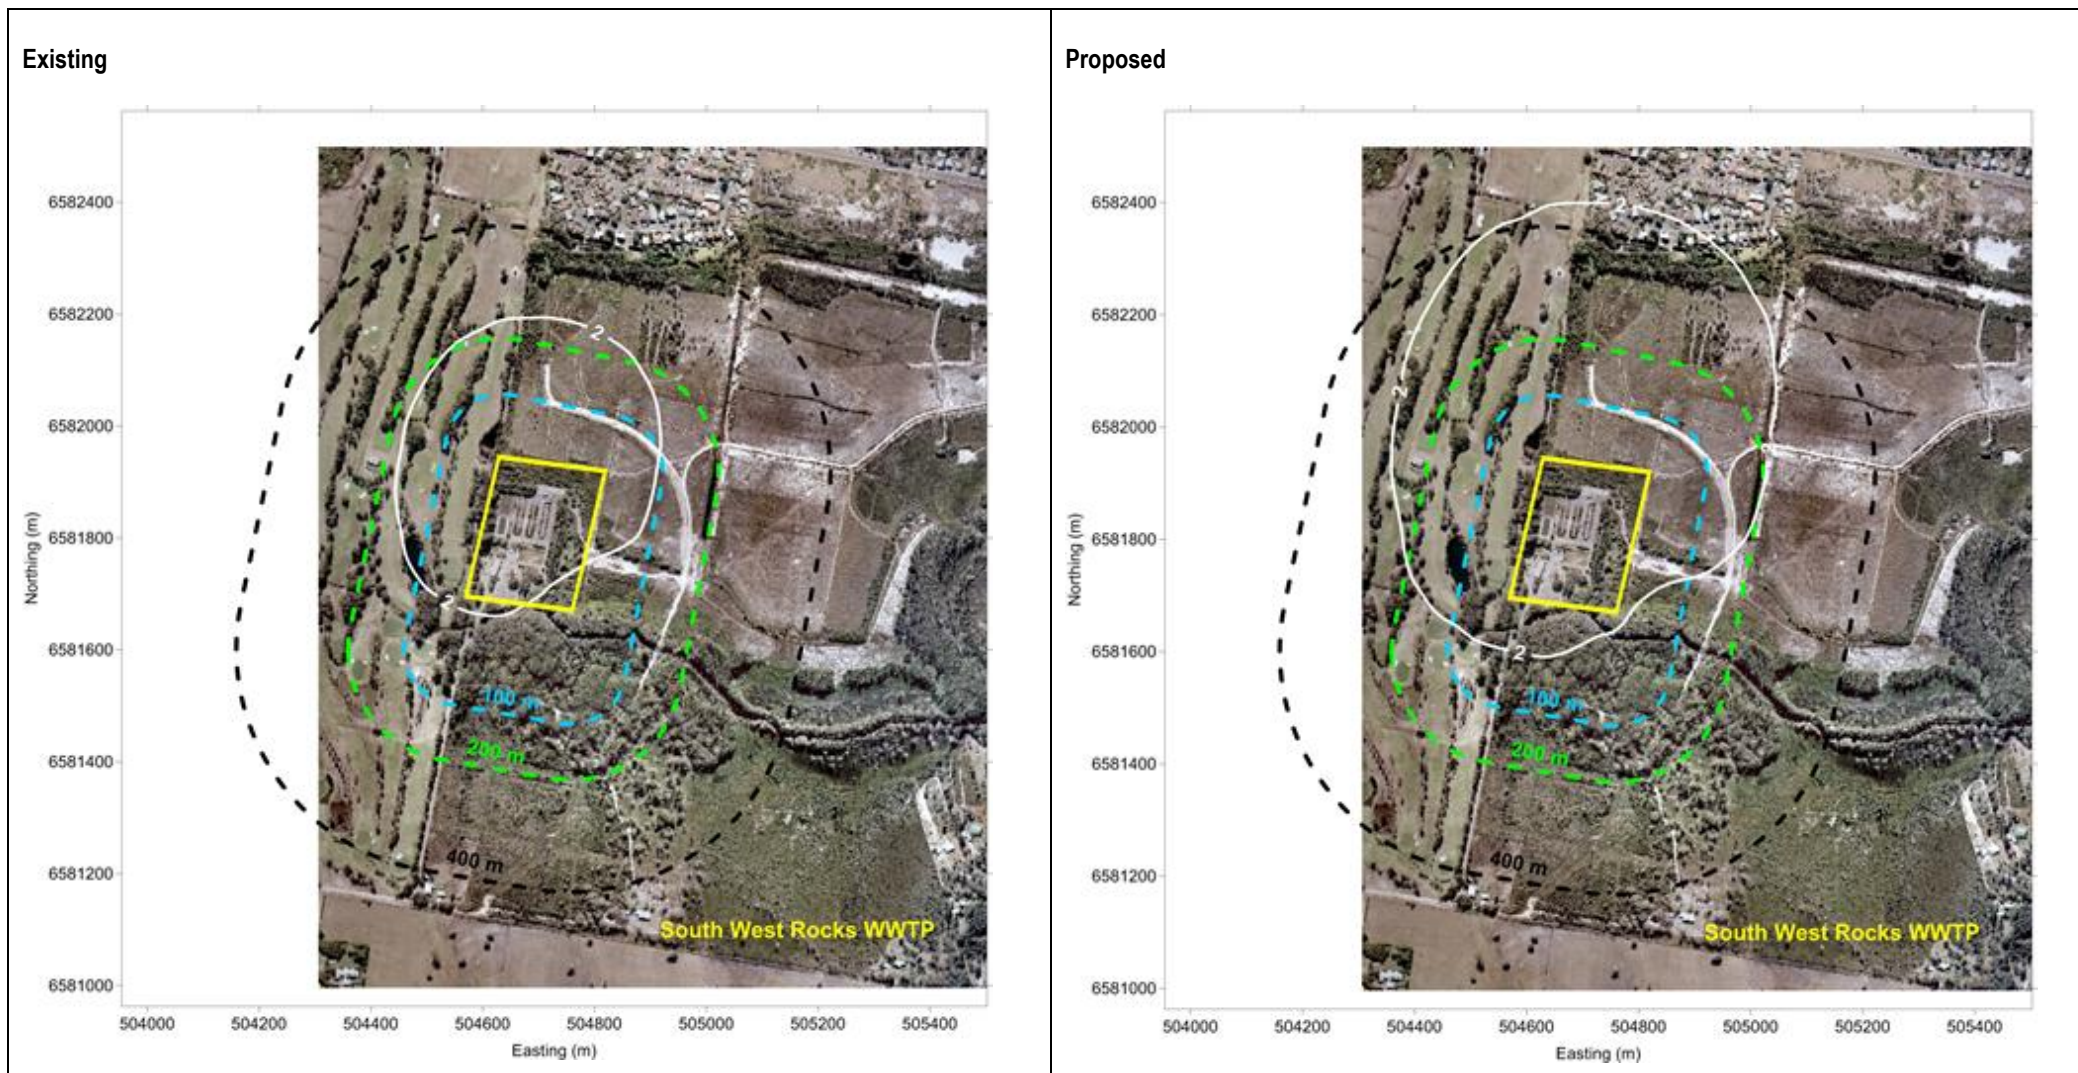 Existing
6582400
6582200
6582000
6581800
6581600
6581400
6581200
6581000
Northing (m)
2
2
100 m
200 m
400 m
South West Rocks WWTP
504000 504200 504400 504600 504800 505000 505200 505400
Easting (m)
Proposed
6582400
6582200
6582000
6581800
6581600
6581400
6581200
6581000
Northing (m)
2
2
2
100 m
200 m
400 m
South West Rocks WWTP
504000 504200 504400 504600 504800 505000 505200 505400
Easting (m)